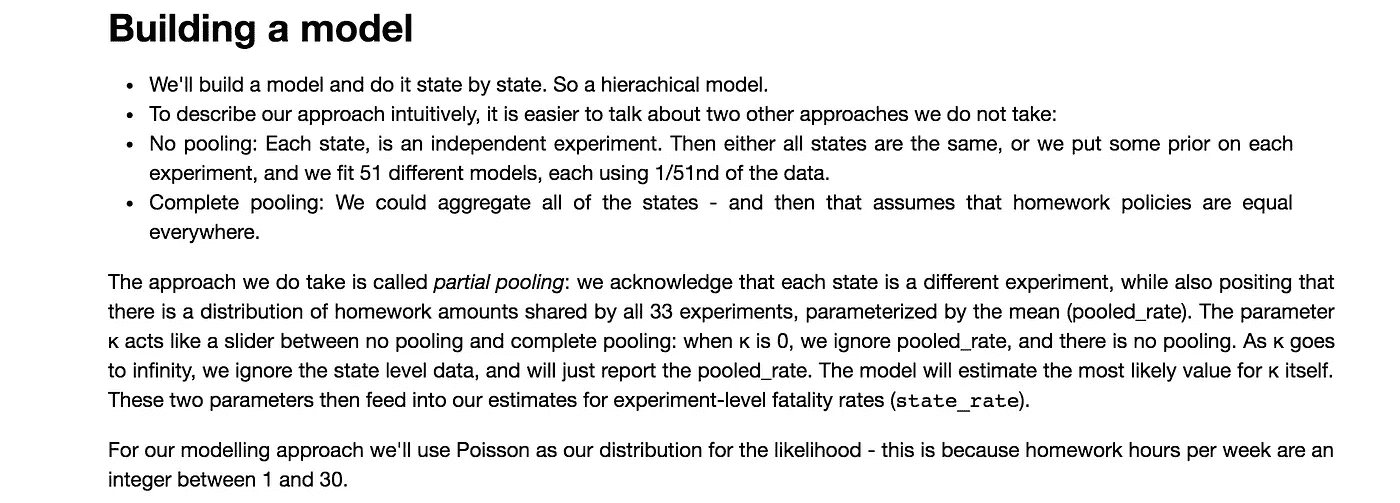 Building a model
• We'll build a model and do it state by state. So a hierachical model.
• To describe our approach intuitively, it is easier to talk about two other approaches we do not take:
• No pooling: Each state, is an independent experiment. Then either all states are the same, or we put some prior on each
experiment, and we fit 51 different models, each using 1/51nd of the data.
• Complete pooling: We could aggregate all of the states - and then that assumes that homework policies are equal
everywhere.
The approach we do take is called partial pooling: we acknowledge that each state is a different experiment, while also positing that
there is a distribution of homework amounts shared by all 33 experiments, parameterized by the mean (pooled_rate). The parameter
κ acts like a slider between no pooling and complete pooling: when κ is 0, we ignore pooled_rate, and there is no pooling. As κ goes
to infinity, we ignore the state level data, and will just report the pooled_rate. The model will estimate the most likely value for κ itself.
These two parameters then feed into our estimates for experiment-level fatality rates (state_rate).
For our modelling approach we'll use Poisson as our distribution for the likelihood - this is because homework hours per week are an
integer between 1 and 30.